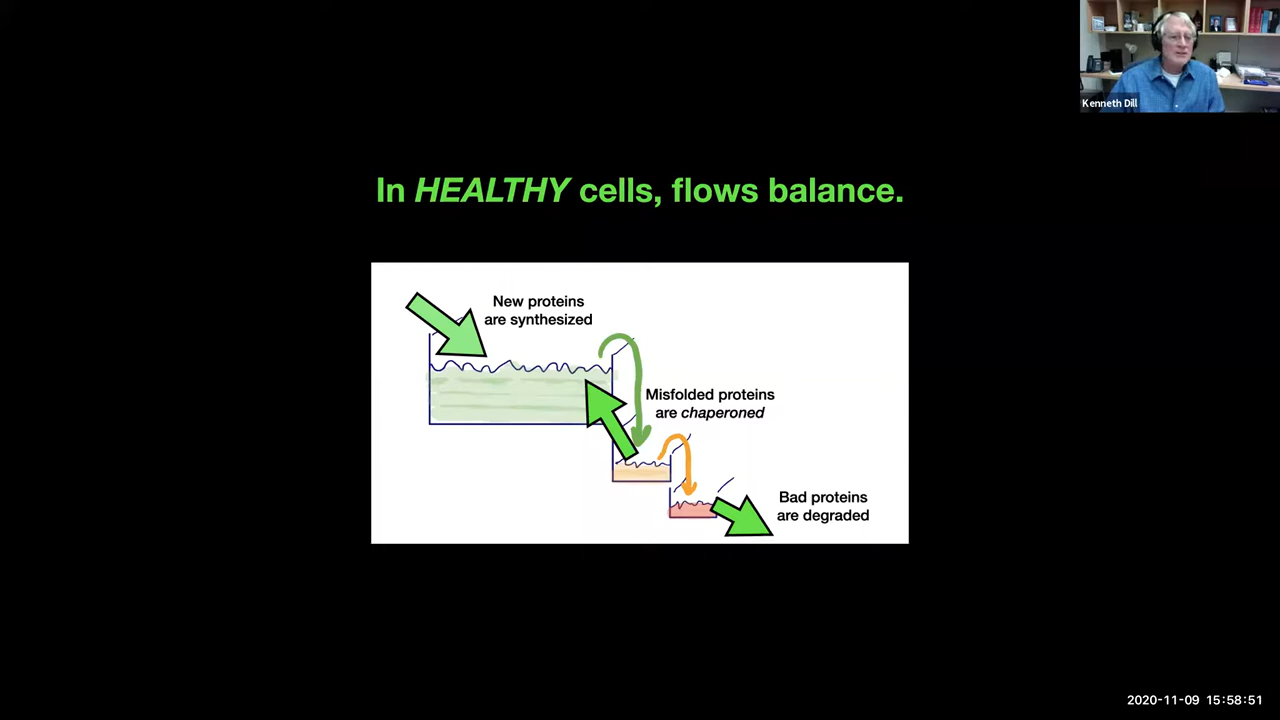 Kenneth Dill
In HEALTHY cells, flows balance.
New proteins
are synthesized
Misfolded proteins
are chaperoned
Bad proteins
are degraded
2020-11-09 15:58:51